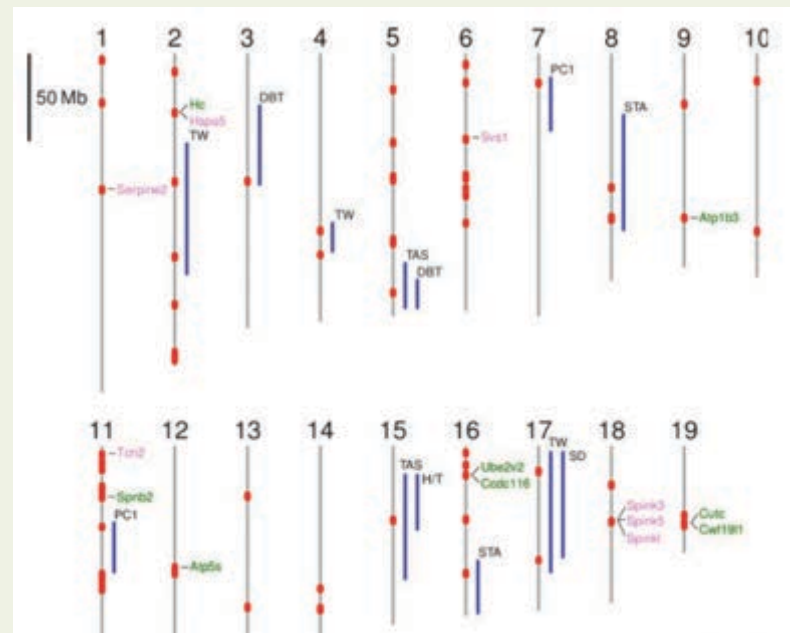 1 2 3 4 5 6 7 8 9 10
50 Mb
Hc
Hspa5
TW
Serpine2
DBT
TW
TAS
DBT
Svs1
PC1
STA
Atp1b3
11 12 13 14 15 16 17 18 19
Tcn2
Spnb2
PC1
Atp5s
TAS
H/T
Ube2v2
Ccdc116
STA
TW
SD
Spink3
Spink5
Cutc
Cwf19l1